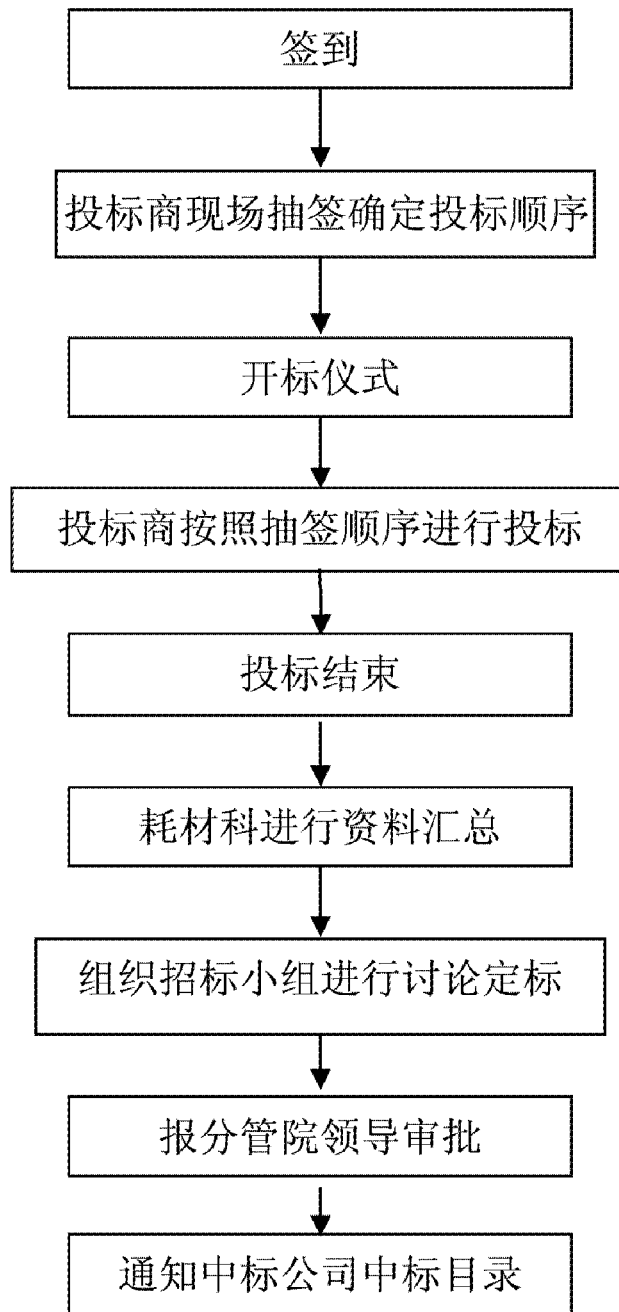 签到
投标商现场抽签确定投标顺序
开标仪式
投标商按照抽签顺序进行投标
投标结束
耗材科进行资料汇总
组织招标小组进行讨论定标
报分管院领导审批
通知中标公司中标目录